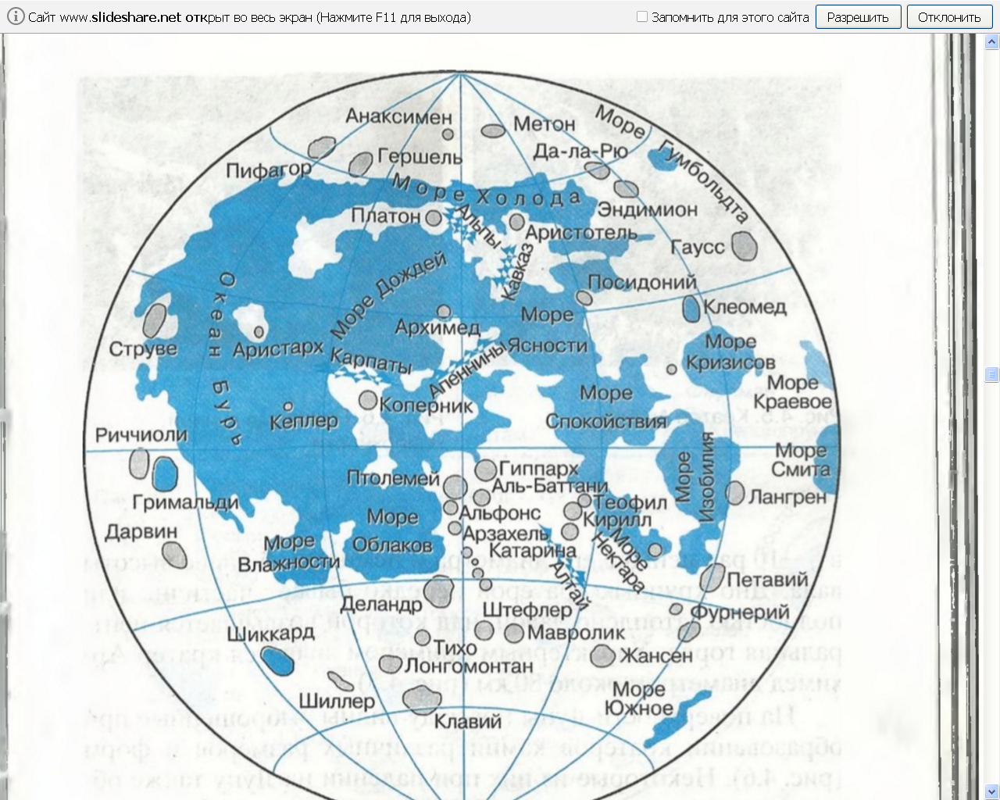 Сайт www.slideshare.net открыт во весь экран (Нажмите F11 для выхода)
Запомнить для этого сайта
Разрешить
Отклонить
Анаксимен
Метон
Море
Гумбольдта
Да-ла-Рю
Пифагор
Гершель
Море Холода
Платон
Альпы
Эндимион
Аристотель
Гаусс
Кавказ
Море Дождей
Посидоний
Клеомед
Океан Бурь
Архимед
Море
Ясности
Струве
Аристарх
Карпаты
Апеннины
Море
Кризисов
Море
Краевое
Коперник
Кеплер
Море
Спокойствия
Риччиоли
Море
Изобилия
Море
Смита
Гримальди
Птолемей
Гиппарх
Аль-Баттани
Теофил
Лангрен
Альфонс
Кирилл
Дарвин
Море
Облаков
Арзахель
Катарина
Море
Нектара
Море
Влажности
Алтай
Петавий
Деландр
Штефлер
Фурнерий
Шиккард
Тихо
Мавролик
Жансен
Лонгомонтан
Шиллер
Клавий
Море
Южное